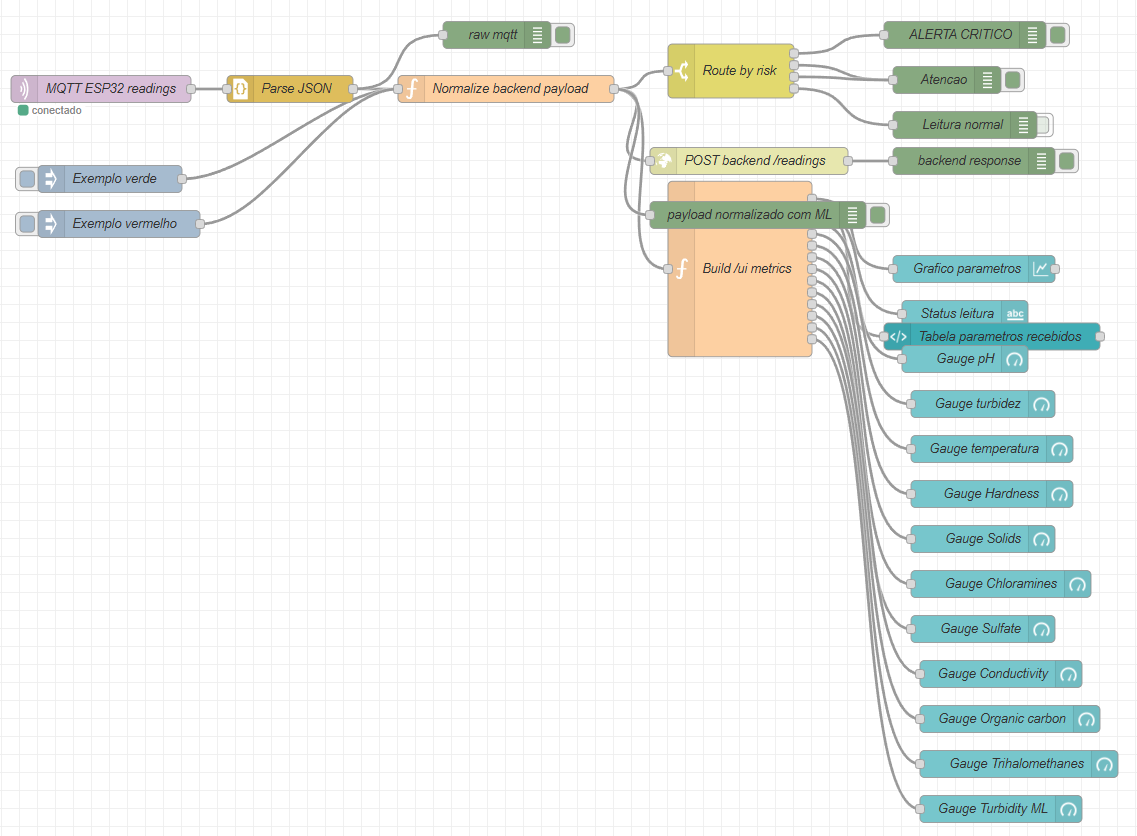 raw mqtt
ALERTA CRITICO
Route by risk
Atencao
MQTT ESP32 readings
Parse JSON
Normalize backend payload
conectado
Leitura normal
POST backend /readings
backend response
Exemplo verde
payload normalizado com ML
Exemplo vermelho
Build /ui metrics
Grafico parametros
Status leitura
abc
Tabela parametros recebidos
Gauge pH
Gauge turbidez
Gauge temperatura
Gauge Hardness
Gauge Solids
Gauge Chloramines
Gauge Sulfate
Gauge Conductivity
Gauge Organic carbon
Gauge Trihalomethanes
Gauge Turbidity ML